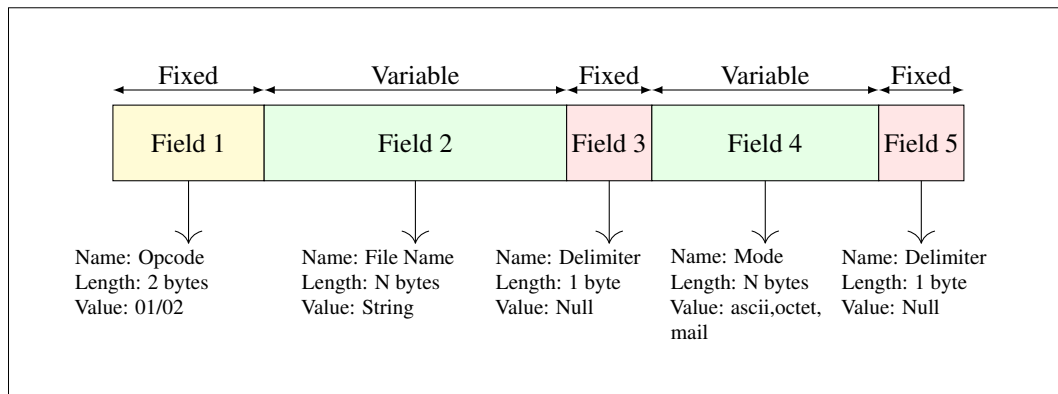 Fixed Variable Fixed Variable Fixed
Field 1 Field 2 Field 3 Field 4 Field 5
Name: Opcode
Length: 2 bytes
Value: 01/02
Name: File Name
Length: N bytes
Value: String
Name: Delimiter
Length: 1 byte
Value: Null
Name: Mode
Length: N bytes
Value: ascii,octet,
mail
Name: Delimiter
Length: 1 byte
Value: Null